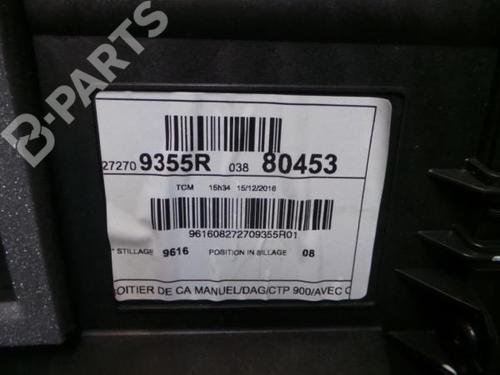 B-PARTS
27270 9355R 038 80453
TCM 15h34 15/12/2016
961608272709355R01
STILLAGE 9616 POSITION IN SILLAGE 08
OITIER DE CA MANUEL/DAG/CTP 900/AVEC